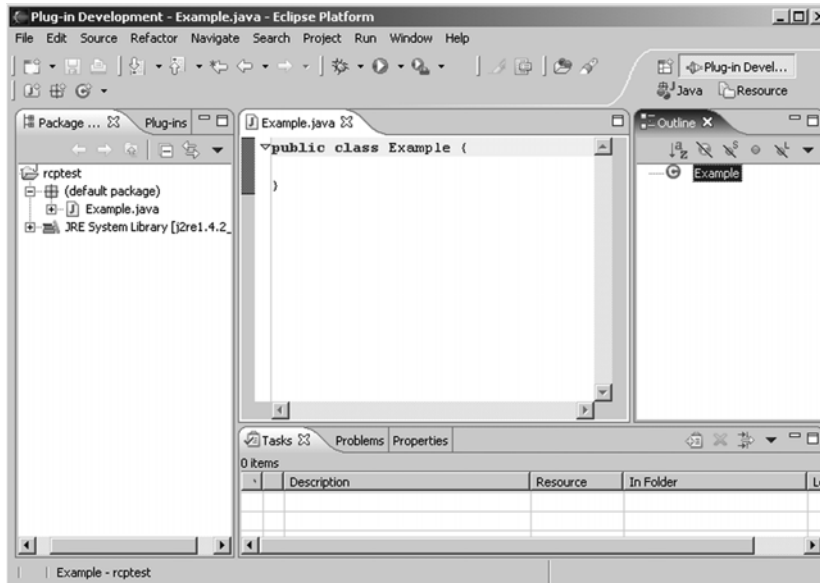 Plug-in Development - Example.java - Eclipse Platform
File Edit Source Refactor Navigate Search Project Run Window Help
Plug-in Devel...
Java Resource
Package ... Plug-ins
Example.java
Outline
rcptest
(default package)
Example.java
JRE System Library [j2re1.4.2_
public class Example {
}
Example
Tasks Problems Properties
0 items
Description Resource In Folder
Example - rcptest